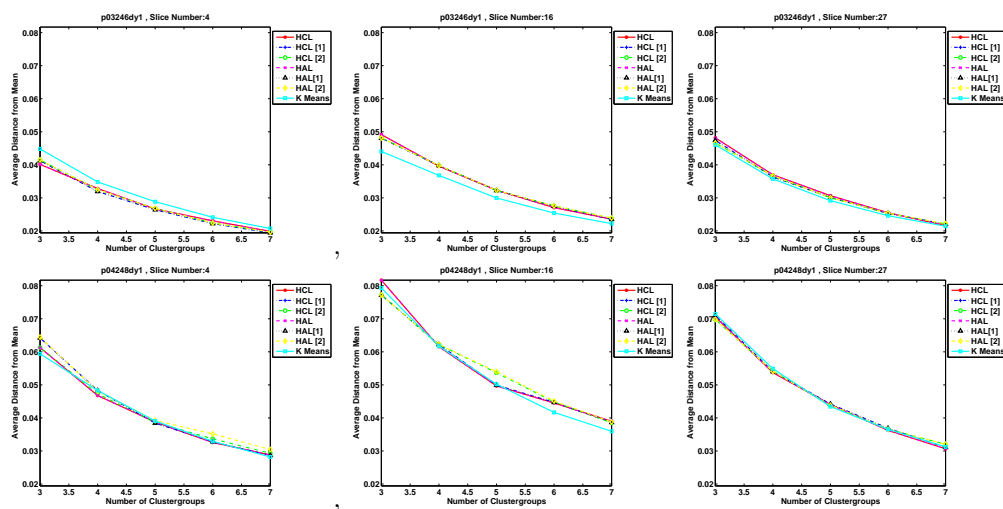 p03246dy1 , Slice Number:4
0.08
0.07
0.06
0.05
0.04
0.03
0.02
Average Distance from Mean
3 3.5 4 4.5 5 5.5 6 6.5 7
Number of Clustergroups
HCL
HCL [1]
HCL [2]
HAL
HAL[1]
HAL [2]
K Means
,
p03246dy1 , Slice Number:16
0.08
0.07
0.06
0.05
0.04
0.03
0.02
Average Distance from Mean
3 3.5 4 4.5 5 5.5 6 6.5 7
Number of Clustergroups
HCL
HCL [1]
HCL [2]
HAL
HAL[1]
HAL [2]
K Means
p03246dy1 , Slice Number:27
0.08
0.07
0.06
0.05
0.04
0.03
0.02
Average Distance from Mean
3 3.5 4 4.5 5 5.5 6 6.5 7
Number of Clustergroups
HCL
HCL [1]
HCL [2]
HAL
HAL[1]
HAL [2]
K Means
p04248dy1 , Slice Number:4
0.08
0.07
0.06
0.05
0.04
0.03
0.02
Average Distance from Mean
3 3.5 4 4.5 5 5.5 6 6.5 7
Number of Clustergroups
HCL
HCL [1]
HCL [2]
HAL
HAL[1]
HAL [2]
K Means
,
p04248dy1 , Slice Number:16
0.08
0.07
0.06
0.05
0.04
0.03
0.02
Average Distance from Mean
3 3.5 4 4.5 5 5.5 6 6.5 7
Number of Clustergroups
HCL
HCL [1]
HCL [2]
HAL
HAL[1]
HAL [2]
K Means
p04248dy1 , Slice Number:27
0.08
0.07
0.06
0.05
0.04
0.03
0.02
Average Distance from Mean
3 3.5 4 4.5 5 5.5 6 6.5 7
Number of Clustergroups
HCL
HCL [1]
HCL [2]
HAL
HAL[1]
HAL [2]
K Means